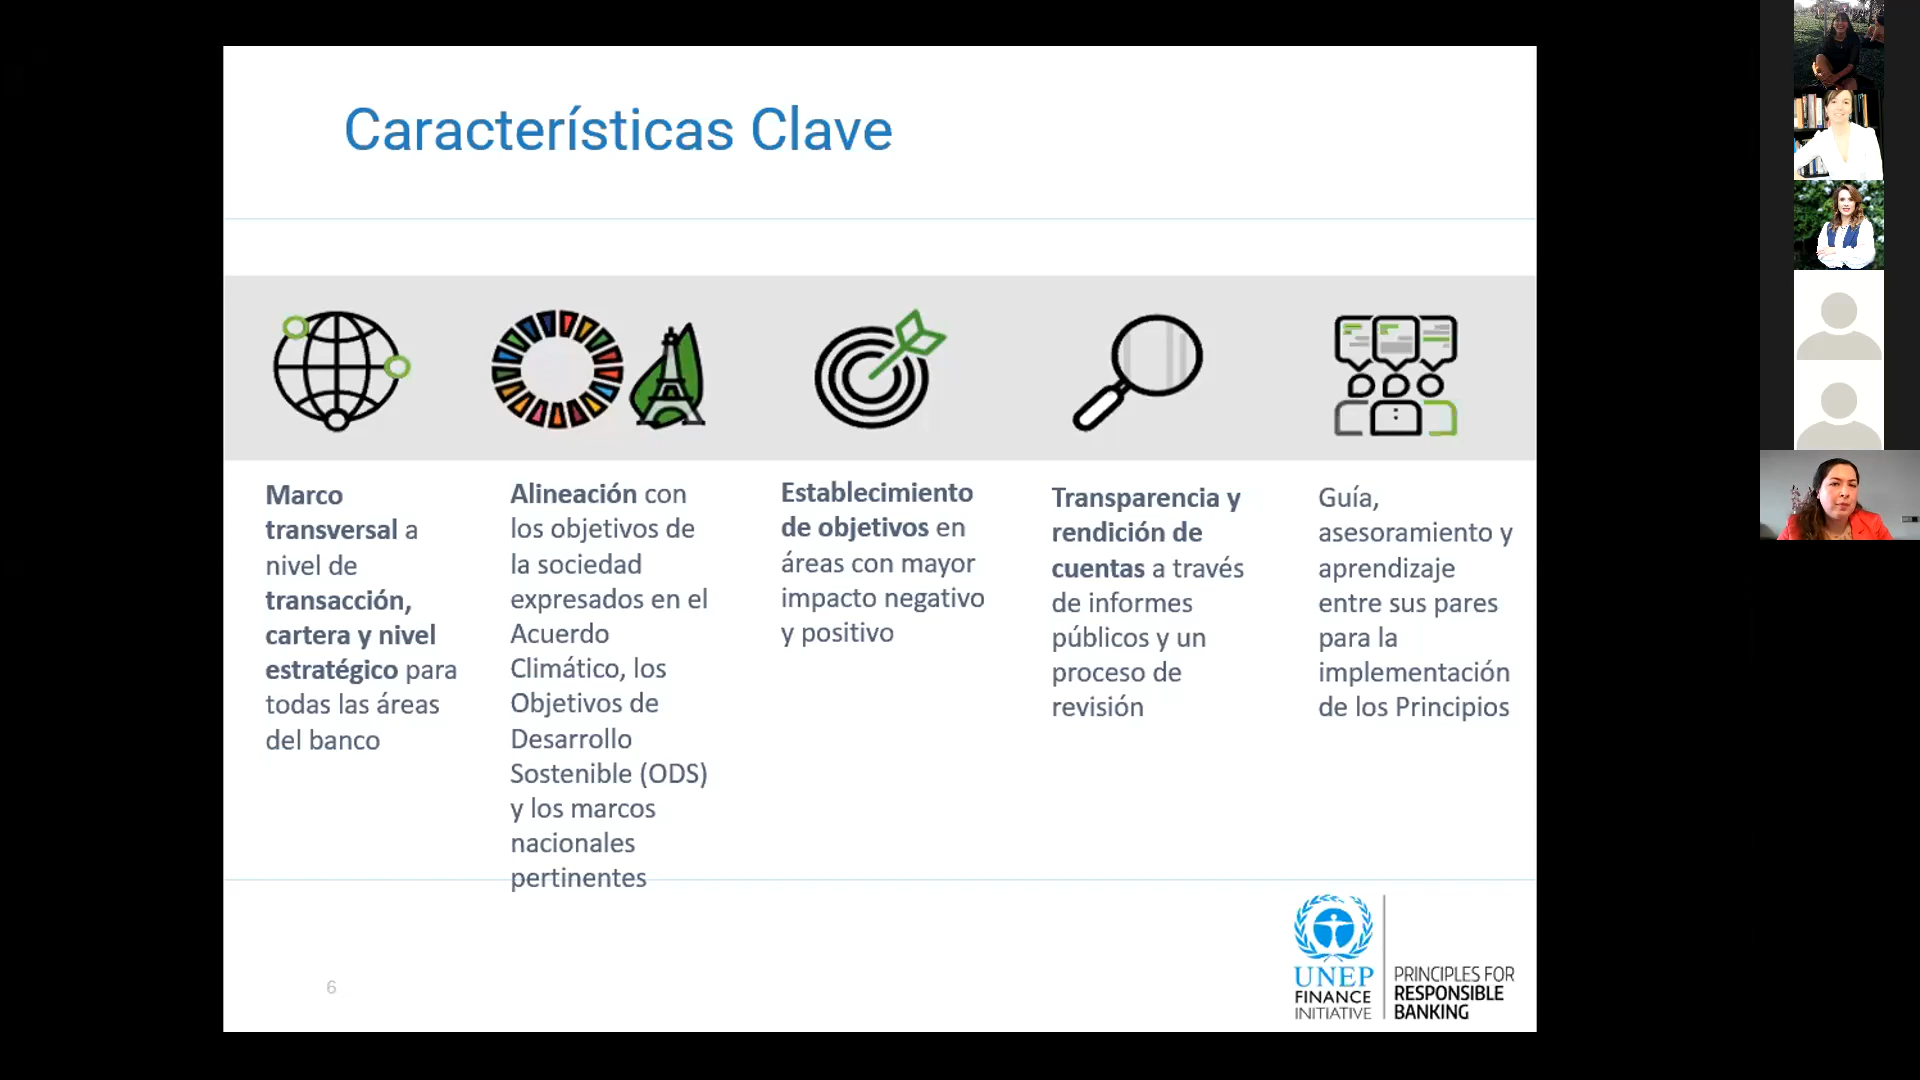 Características Clave
Marco
transversal a
nivel de
transacción,
cartera y nivel
estratégico para
todas las áreas
del banco
Alineación con
los objetivos de
la sociedad
expresados en el
Acuerdo
Climático, los
Objetivos de
Desarrollo
Sostenible (ODS)
y los marcos
nacionales
pertinentes
Establecimiento
de objetivos en
áreas con mayor
impacto negativo
y positivo
Transparencia y
rendición de
cuentas a través
de informes
públicos y un
proceso de
revisión
Guía,
asesoramiento y
aprendizaje
entre sus pares
para la
implementación
de los Principios
6
UNEP
FINANCE
INITIATIVE
PRINCIPLES FOR
RESPONSIBLE
BANKING